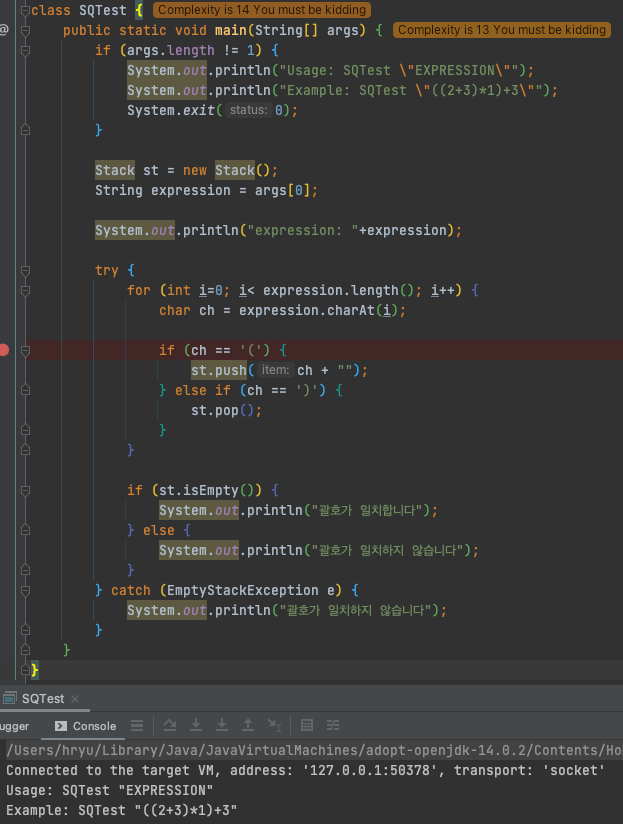 class SQTest { Complexity is 14 You must be kidding
@ public static void main(String[] args) { Complexity is 13 You must be kidding
if (args.length != 1) {
System.out.println("Usage: SQTest \"EXPRESSION\"");
System.out.println("Example: SQTest \"((2+3)*1)+3\"");
System.exit( status: 0);
}
Stack st = new Stack();
String expression = args[0];
System.out.println("expression: "+expression);
try {
for (int i=0; i< expression.length(); i++) {
char ch = expression.charAt(i);
if (ch == '(') {
st.push( item: ch + "");
} else if (ch == ')') {
st.pop();
}
}
if (st.isEmpty()) {
System.out.println("괄호가 일치합니다");
} else {
System.out.println("괄호가 일치하지 않습니다");
}
} catch (EmptyStackException e) {
System.out.println("괄호가 일치하지 않습니다");
}
}
}
SQTest ×
ugger Console
/Users/hryu/Library/Java/JavaVirtualMachines/adopt-openjdk-14.0.2/Contents/Ho
Connected to the target VM, address: '127.0.0.1:50378', transport: 'socket'
Usage: SQTest "EXPRESSION"
Example: SQTest "((2+3)*1)+3"